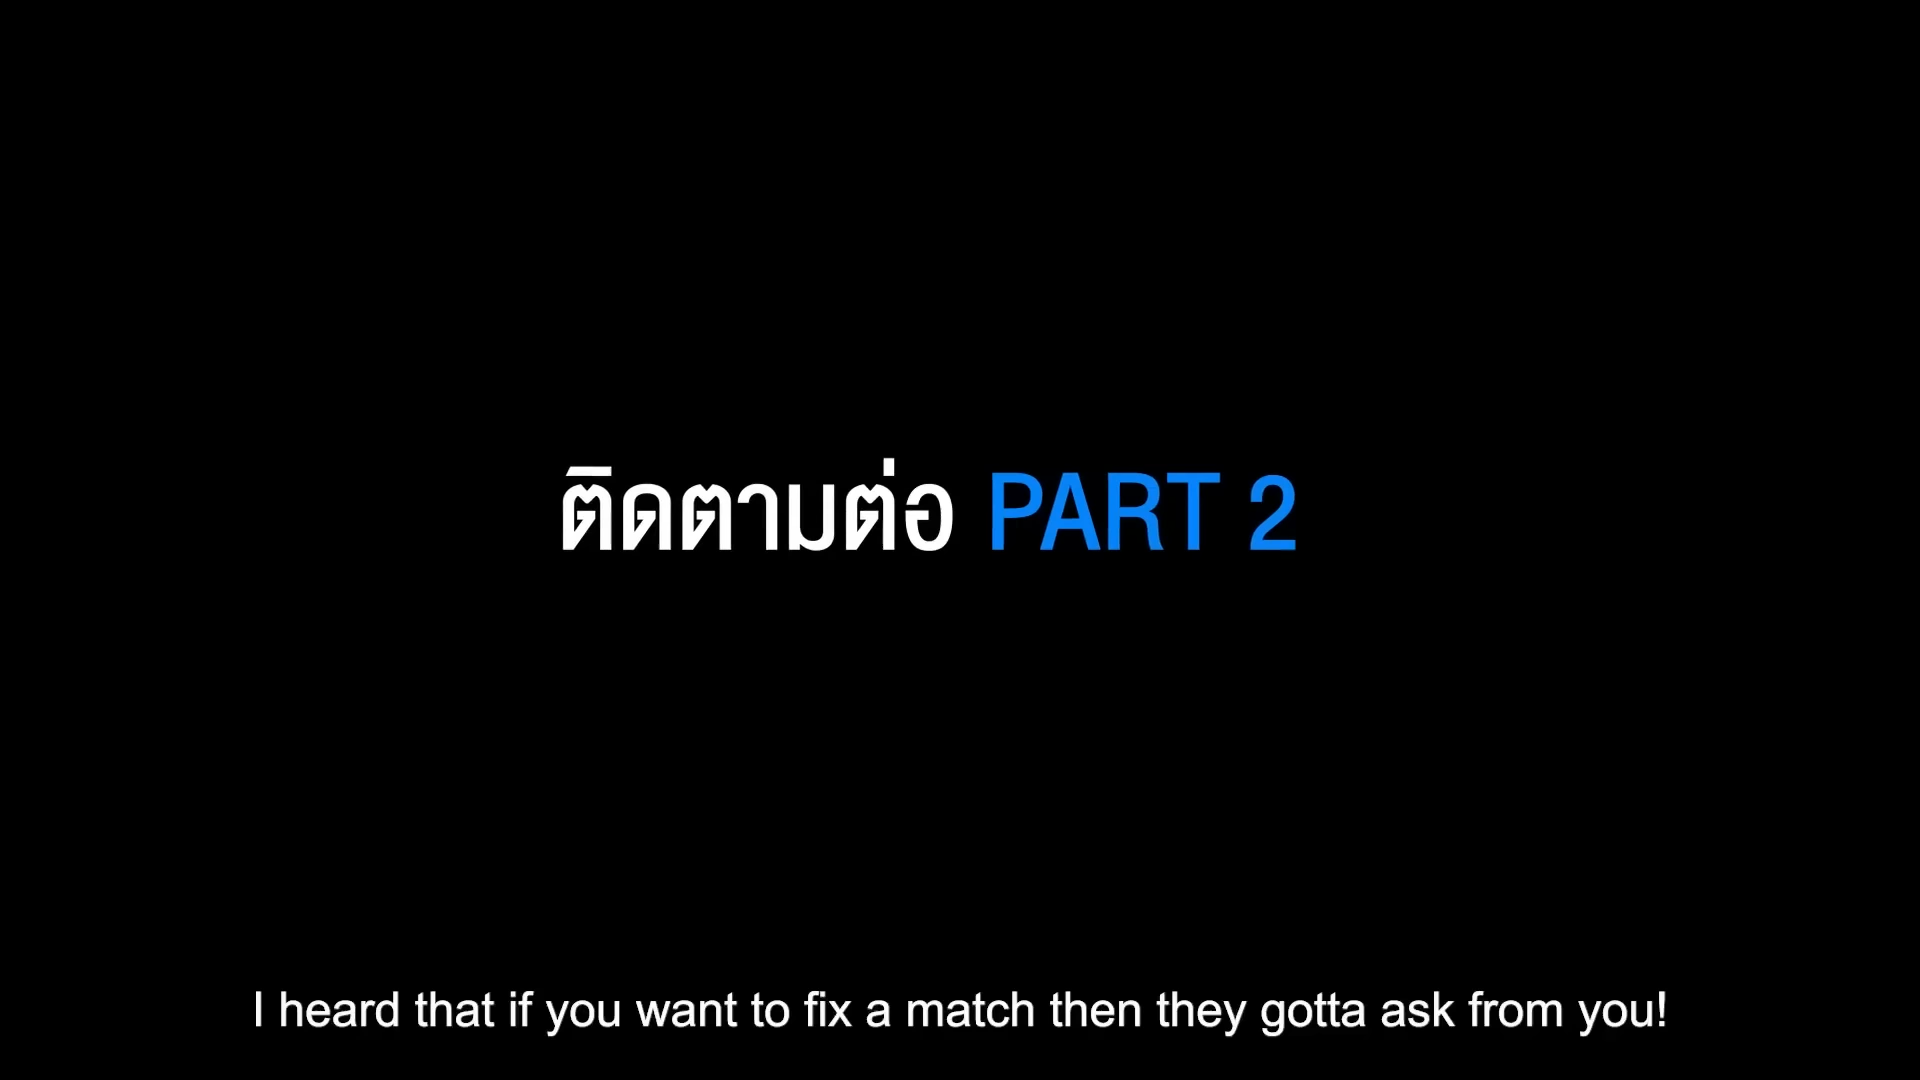 ติดตามต่อ PART 2
I heard that if you want to fix a match then they gotta ask from you!